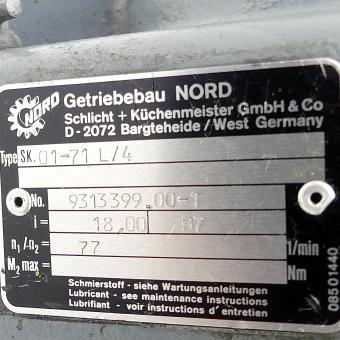 NORD
Getriebebau NORD
Schlicht + Küchenmeister GmbH & Co
D-2072 Bargteheide / West Germany
Type SK. 01-71 L/4
No. 9313399.00-1
i = 18,00 87
n₁/n₂ = 77 1/min
M₂ max = Nm
Schmierstoff - siehe Wartungsanleitungen
Lubricant - see maintenance instructions
Lubrifiant - voir instructions d'entretien
08501440